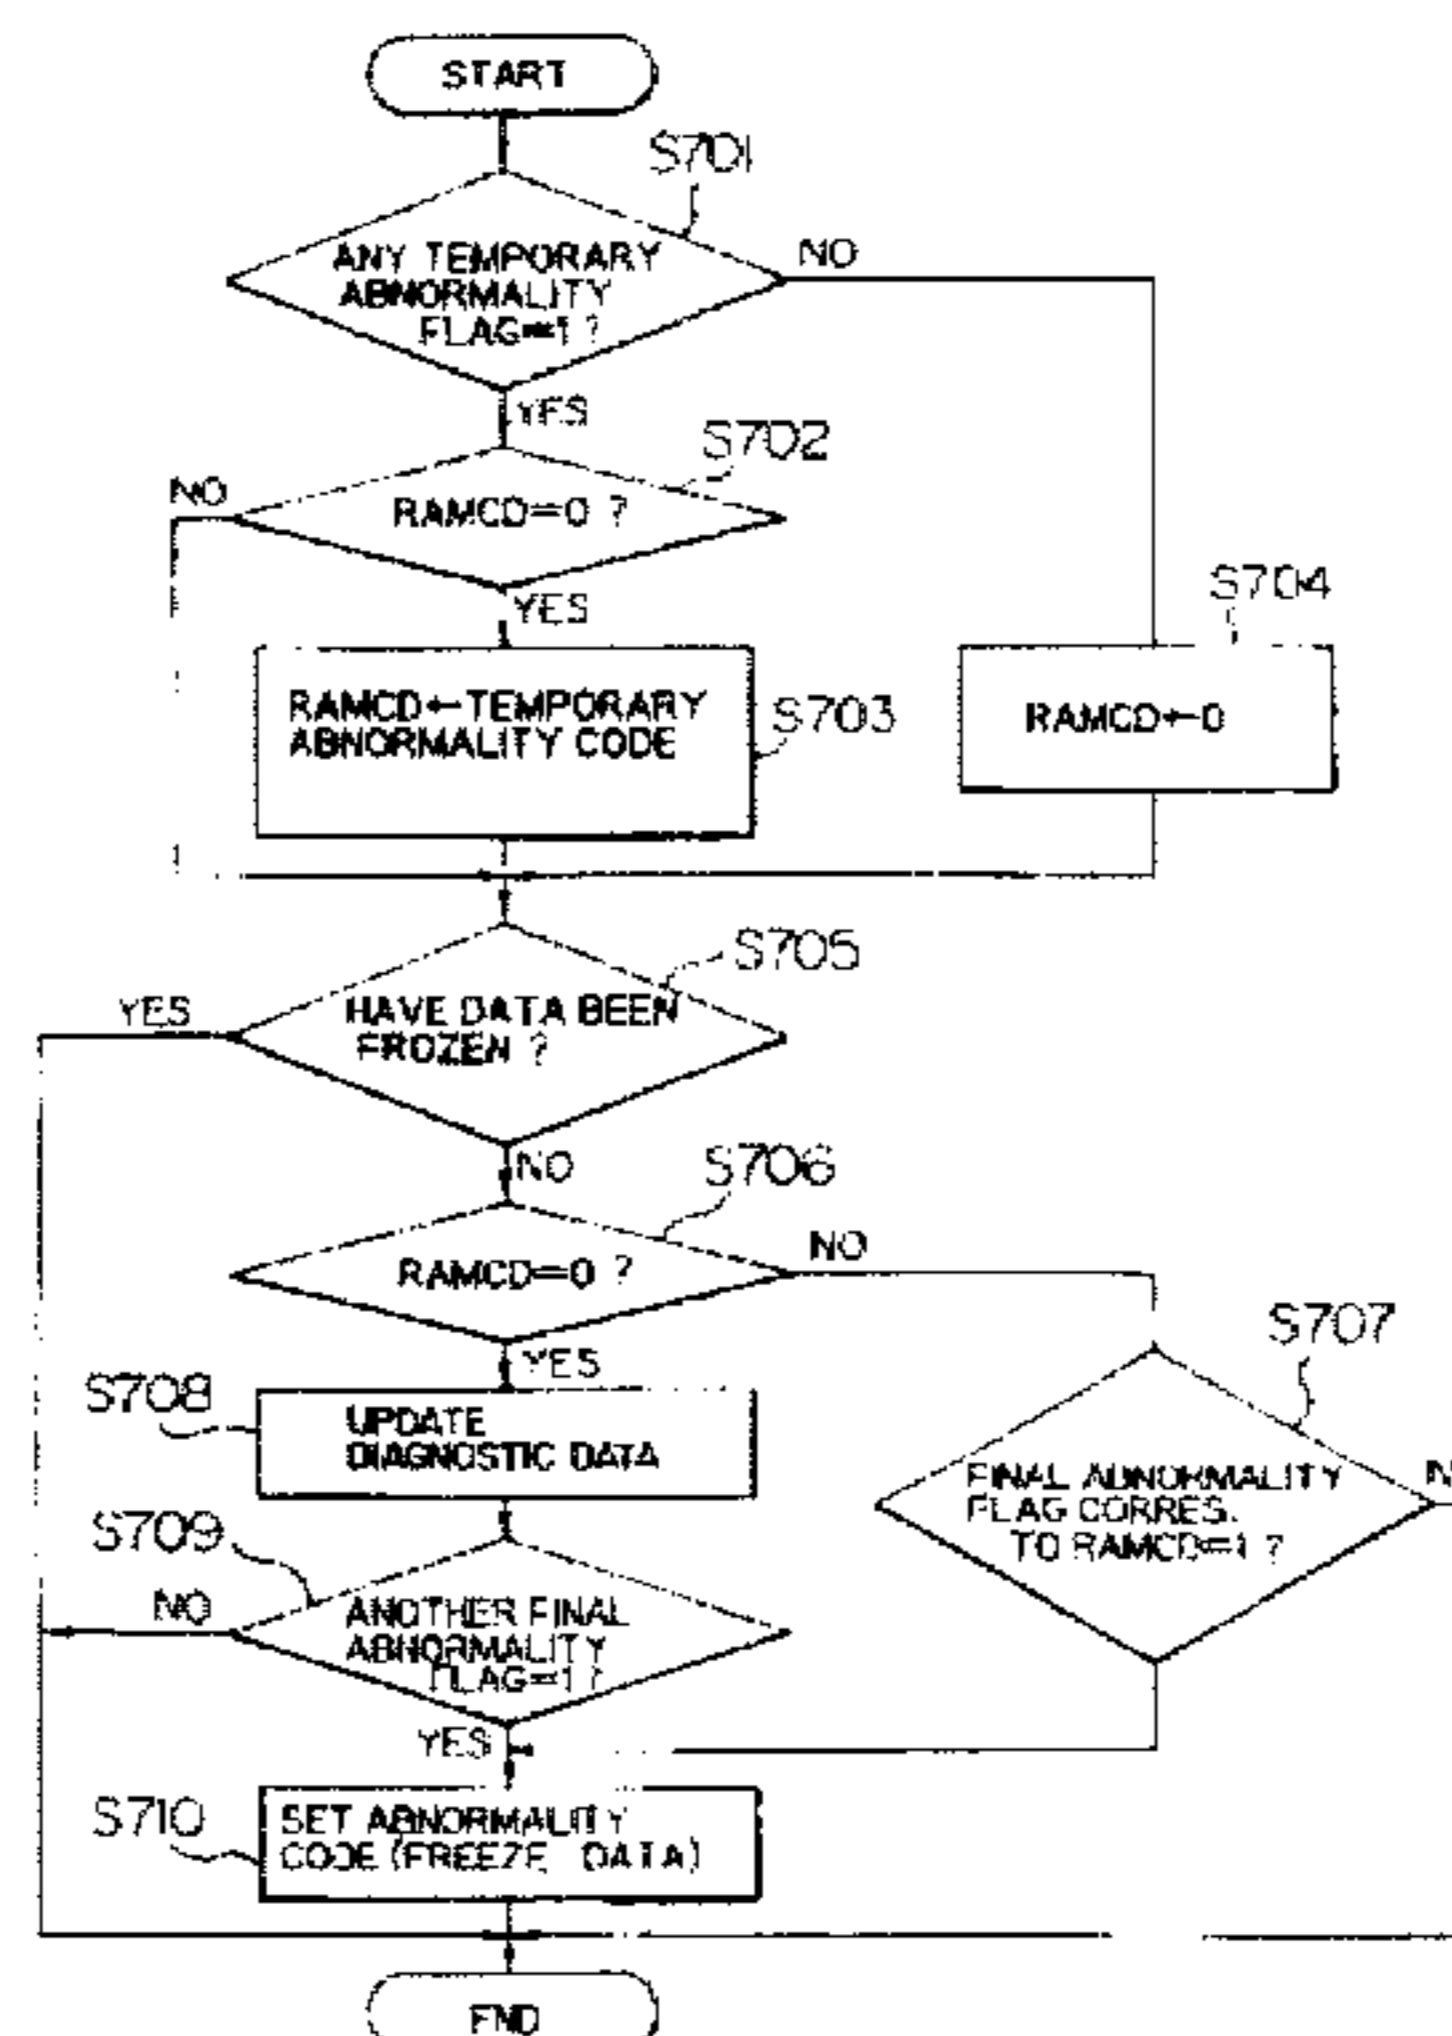 START
S701
ANY TEMPORARY
ABNORMALITY
FLAG=1 ?
NO
YES
S702
NO
RAMCD=0 ?
YES
S704
RAMCD←TEMPORARY
ABNORMALITY CODE
S703
RAMCD←0
S705
YES
HAVE DATA BEEN
FROZEN ?
NO
S706
RAMCD=0 ?
NO
YES
S707
S708
UPDATE
DIAGNOSTIC DATA
FINAL ABNORMALITY
FLAG CORRES.
TO RAMCD=1 ?
S709
NO
ANOTHER FINAL
ABNORMALITY
FLAG=1 ?
YES
S710
SET ABNORMALITY
CODE (FREEZE DATA)
END